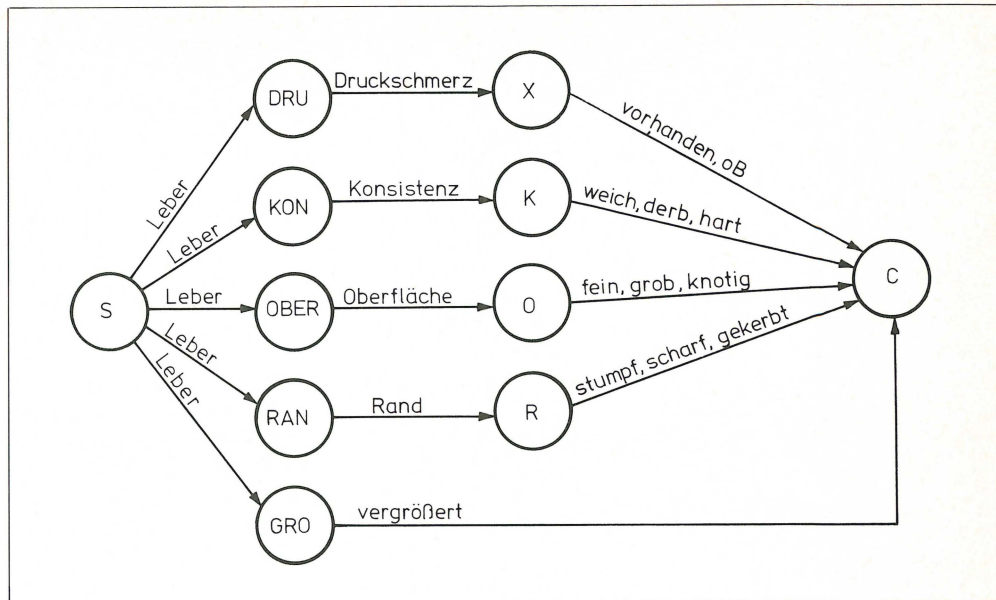 DRU
Druckschmerz
X
vorhanden, oB
Leber
KON
Konsistenz
K
weich, derb, hart
Leber
S
Leber
OBER
Oberfläche
O
fein, grob, knotig
C
Leber
RAN
Rand
R
stumpf, scharf, gekerbt
Leber
GRO
vergrößert